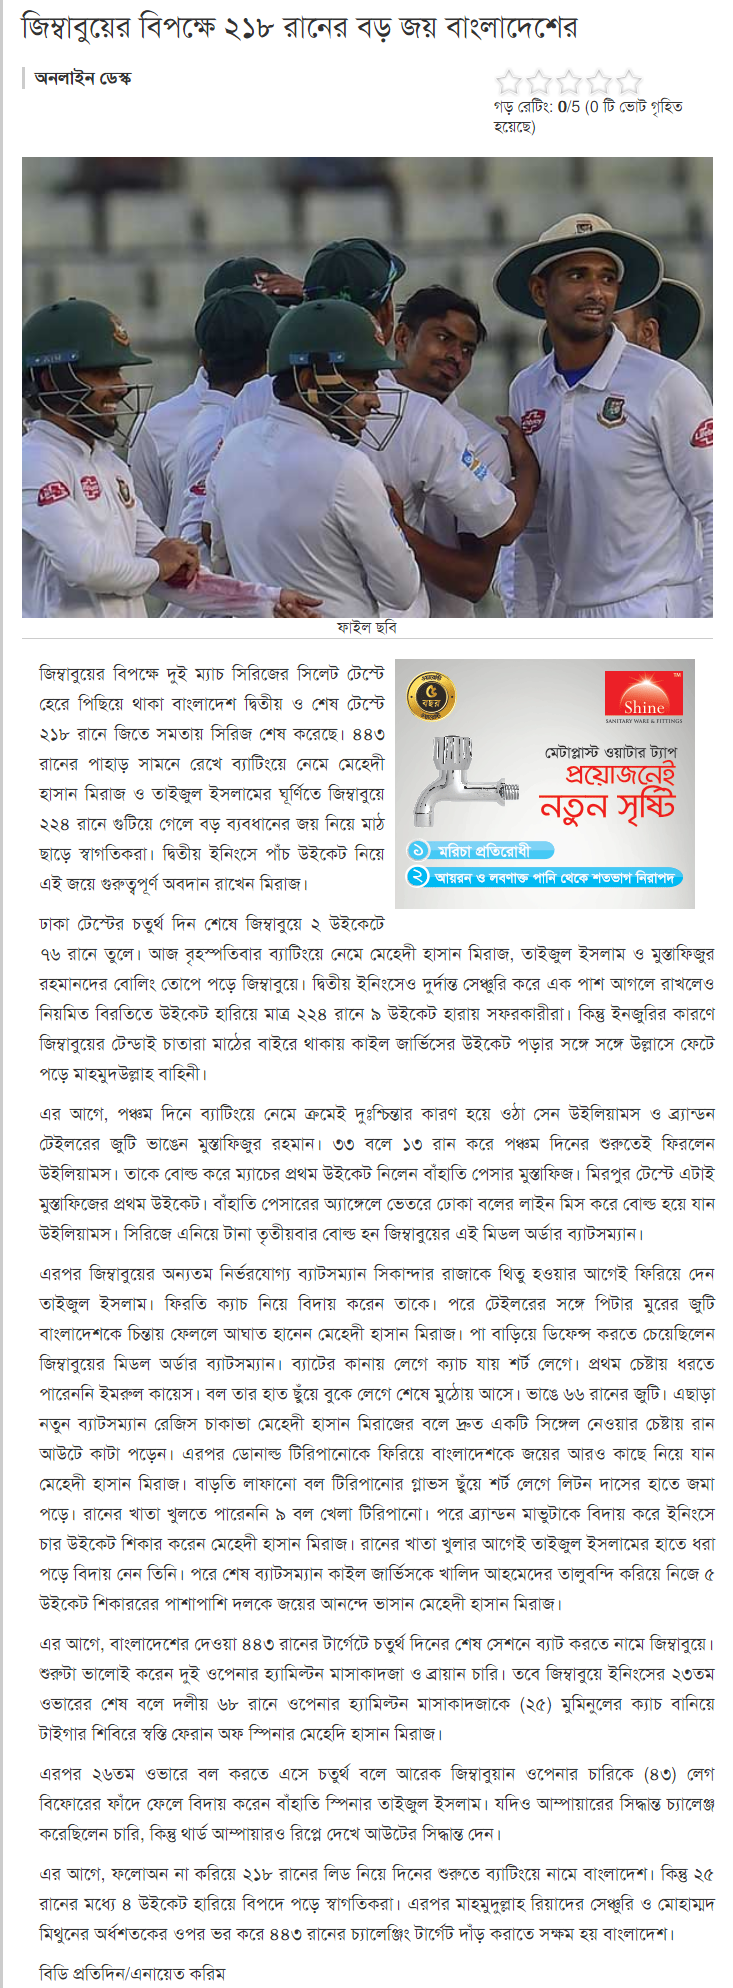 জিম্বাবুয়ের বিপক্ষে ২১৮ রানের বড় জয় বাংলাদেশের
অনলাইন ডেস্ক
গড় রেটিং: 0/5 (0 টি ভোট গৃহিত
হয়েছে)
ফাইল ছবি
জিম্বাবুয়ের বিপক্ষে দুই ম্যাচ সিরিজের সিলেট টেস্টে
হেরে পিছিয়ে থাকা বাংলাদেশ দ্বিতীয় ও শেষ টেস্টে
২১৮ রানে জিতে সমতায় সিরিজ শেষ করেছে। ৪৪৩
রানের পাহাড় সামনে রেখে ব্যাটিংয়ে নেমে মেহেদী
হাসান মিরাজ ও তাইজুল ইসলামের ঘূর্ণিতে জিম্বাবুয়ে
২২৪ রানে গুটিয়ে গেলে বড় ব্যবধানের জয় নিয়ে মাঠ
ছাড়ে স্বাগতিকরা। দ্বিতীয় ইনিংসে পাঁচ উইকেট নিয়ে
এই জয়ে গুরুত্বপূর্ণ অবদান রাখেন মিরাজ।
৫
বছর
Shine
TM
SANITARY WARE & FITTINGS
মেটাপ্লাস্ট ওয়াটার ট্যাপ
প্রয়োজনেই
নতুন সৃষ্টি
১ মরিচা প্রতিরোধী
২ আয়রন ও লবণাক্ত পানি থেকে শতভাগ নিরাপদ
ঢাকা টেস্টের চতুর্থ দিন শেষে জিম্বাবুয়ে ২ উইকেটে
৭৬ রানে তুলে। আজ বৃহস্পতিবার ব্যাটিংয়ে নেমে মেহেদী হাসান মিরাজ, তাইজুল ইসলাম ও মুস্তাফিজুর
রহমানদের বোলিং তোপে পড়ে জিম্বাবুয়ে। দ্বিতীয় ইনিংসেও দুর্দান্ত সেঞ্চুরি করে এক পাশ আগলে রাখলেও
নিয়মিত বিরতিতে উইকেট হারিয়ে মাত্র ২২৪ রানে ৯ উইকেট হারায় সফরকারীরা। কিন্তু ইনজুরির কারণে
জিম্বাবুয়ের টেন্ডাই চাতারা মাঠের বাইরে থাকায় কাইল জার্ভিসের উইকেট পড়ার সঙ্গে সঙ্গে উল্লাসে ফেটে
পড়ে মাহমুদউল্লাহ বাহিনী।
এর আগে, পঞ্চম দিনে ব্যাটিংয়ে নেমে ক্রমেই দুঃশ্চিন্তার কারণ হয়ে ওঠা সেন উইলিয়ামস ও ব্র্যান্ডন
টেইলরের জুটি ভাঙেন মুস্তাফিজুর রহমান। ৩৩ বলে ১৩ রান করে পঞ্চম দিনের শুরুতেই ফিরলেন
উইলিয়ামস। তাকে বোল্ড করে ম্যাচের প্রথম উইকেট নিলেন বাঁহাতি পেসার মুস্তাফিজ। মিরপুর টেস্টে এটাই
মুস্তাফিজের প্রথম উইকেট। বাঁহাতি পেসারের অ্যাঙ্গেলে ভেতরে ঢোকা বলের লাইন মিস করে বোল্ড হয়ে যান
উইলিয়ামস। সিরিজে এনিয়ে টানা তৃতীয়বার বোল্ড হন জিম্বাবুয়ের এই মিডল অর্ডার ব্যাটসম্যান।
এরপর জিম্বাবুয়ের অন্যতম নির্ভরযোগ্য ব্যাটসম্যান সিকান্দার রাজাকে থিতু হওয়ার আগেই ফিরিয়ে দেন
তাইজুল ইসলাম। ফিরতি ক্যাচ নিয়ে বিদায় করেন তাকে। পরে টেইলরের সঙ্গে পিটার মুরের জুটি
বাংলাদেশকে চিন্তায় ফেললে আঘাত হানেন মেহেদী হাসান মিরাজ। পা বাড়িয়ে ডিফেন্স করতে চেয়েছিলেন
জিম্বাবুয়ের মিডল অর্ডার ব্যাটসম্যান। ব্যাটের কানায় লেগে ক্যাচ যায় শর্ট লেগে। প্রথম চেষ্টায় ধরতে
পারেননি ইমরুল কায়েস। বল তার হাত ছুঁয়ে বুকে লেগে শেষে মুঠোয় আসে। ভাঙে ৬৬ রানের জুটি। এছাড়া
নতুন ব্যাটসম্যান রেজিস চাকাভা মেহেদী হাসান মিরাজের বলে দ্রুত একটি সিঙ্গেল নেওয়ার চেষ্টায় রান
আউটে কাটা পড়েন। এরপর ডোনাল্ড টিরিপানোকে ফিরিয়ে বাংলাদেশকে জয়ের আরও কাছে নিয়ে যান
মেহেদী হাসান মিরাজ। বাড়তি লাফানো বল টিরিপানোর গ্লাভস ছুঁয়ে শর্ট লেগে লিটন দাসের হাতে জমা
পড়ে। রানের খাতা খুলতে পারেননি ৯ বল খেলা টিরিপানো। পরে ব্র্যান্ডন মাভুটাকে বিদায় করে ইনিংসে
চার উইকেট শিকার করেন মেহেদী হাসান মিরাজ। রানের খাতা খুলার আগেই তাইজুল ইসলামের হাতে ধরা
পড়ে বিদায় নেন তিনি। পরে শেষ ব্যাটসম্যান কাইল জার্ভিসকে খালিদ আহমেদের তালুবন্দি করিয়ে নিজে ৫
উইকেট শিকাররের পাশাপাশি দলকে জয়ের আনন্দে ভাসান মেহেদী হাসান মিরাজ।
এর আগে, বাংলাদেশের দেওয়া ৪৪৩ রানের টার্গেটে চতুর্থ দিনের শেষ সেশনে ব্যাট করতে নামে জিম্বাবুয়ে।
শুরুটা ভালোই করেন দুই ওপেনার হ্যামিল্টন মাসাকাদজা ও ব্রায়ান চারি। তবে জিম্বাবুয়ে ইনিংসের ২৩তম
ওভারের শেষ বলে দলীয় ৬৮ রানে ওপেনার হ্যামিল্টন মাসাকাদজাকে (২৫) মুমিনুলের ক্যাচ বানিয়ে
টাইগার শিবিরে স্বস্তি ফেরান অফ স্পিনার মেহেদি হাসান মিরাজ।
এরপর ২৬তম ওভারে বল করতে এসে চতুর্থ বলে আরেক জিম্বাবুয়ান ওপেনার চারিকে (৪৩) লেগ
বিফোরের ফাঁদে ফেলে বিদায় করেন বাঁহাতি স্পিনার তাইজুল ইসলাম। যদিও আম্পায়ারের সিদ্ধান্ত চ্যালেঞ্জ
করেছিলেন চারি, কিন্তু থার্ড আম্পায়ারও রিপ্লে দেখে আউটের সিদ্ধান্ত দেন।
এর আগে, ফলোঅন না করিয়ে ২১৮ রানের লিড নিয়ে দিনের শুরুতে ব্যাটিংয়ে নামে বাংলাদেশ। কিন্তু ২৫
রানের মধ্যে ৪ উইকেট হারিয়ে বিপদে পড়ে স্বাগতিকরা। এরপর মাহমুদুল্লাহ রিয়াদের সেঞ্চুরি ও মোহাম্মদ
মিথুনের অর্ধশতকের ওপর ভর করে ৪৪৩ রানের চ্যালেঞ্জিং টার্গেট দাঁড় করাতে সক্ষম হয় বাংলাদেশ।
বিডি প্রতিদিন/এনায়েত করিম